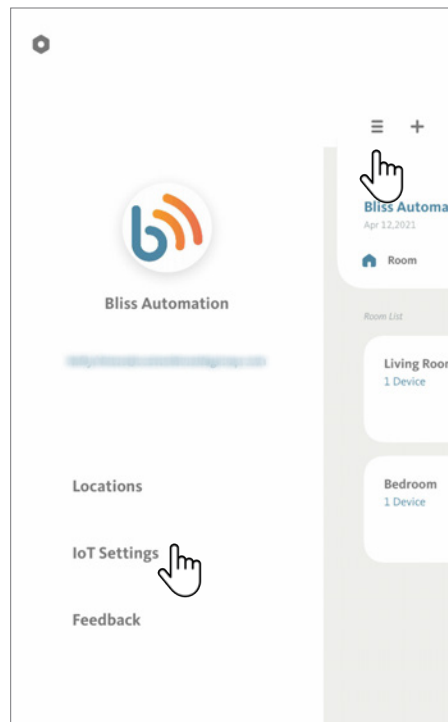 Bliss Automa
Apr 12,2021
Room
Bliss Automation
Room List
Living Roor
1 Device
Bedroom
1 Device
Locations
IoT Settings
Feedback